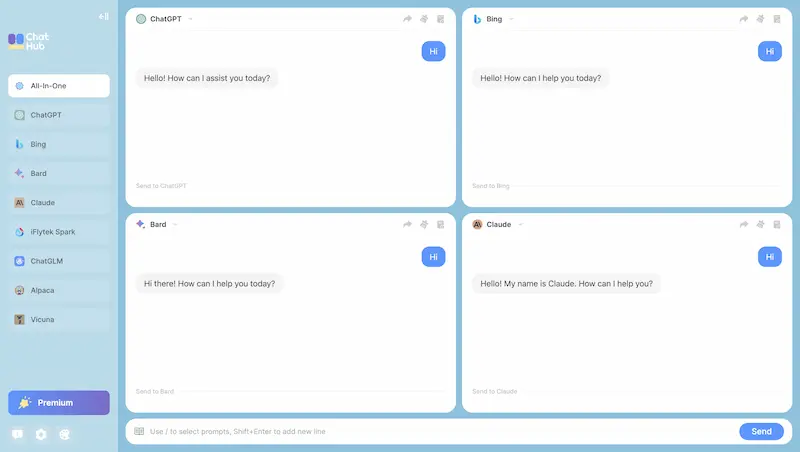 Chat
Hub
All-In-One
ChatGPT
Bing
Bard
Claude
iFlytek Spark
ChatGLM
Alpaca
Vicuna
Premium
ChatGPT
Hi
Hello! How can I assist you today?
Send to ChatGPT
Bing
Hi
Hello! How can I help you today?
Send to Bing
Bard
Hi
Hi there! How can I help you today?
Send to Bard
Claude
Hi
Hello! My name is Claude. How can I help you?
Send to Claude
Use / to select prompts, Shift+Enter to add new line
Send